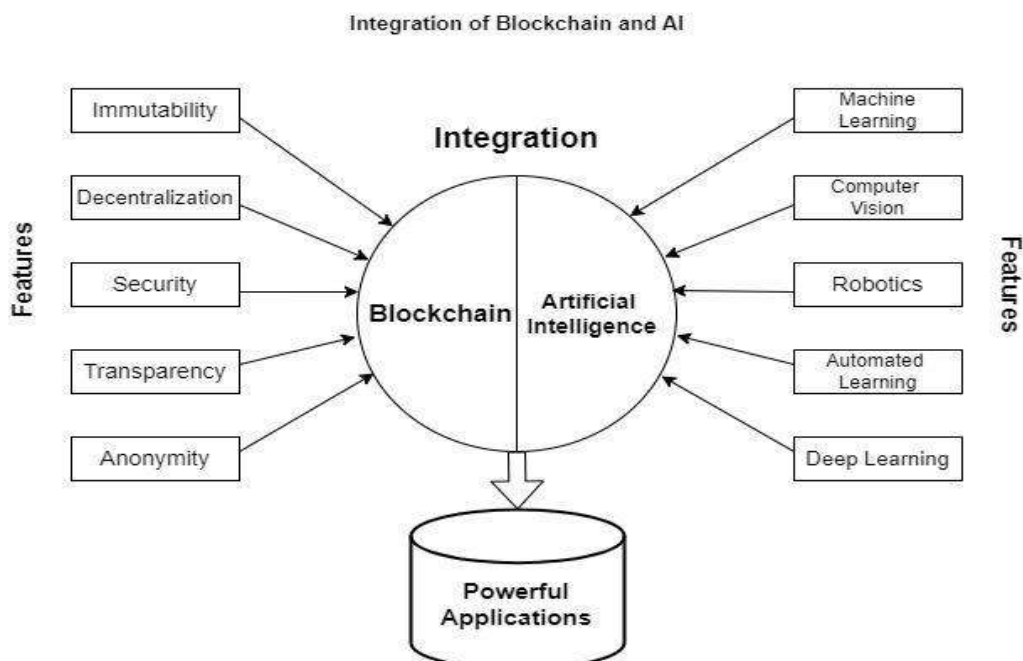 Integration of Blockchain and AI
Features
Immutability
Decentralization
Security
Transparency
Anonymity
Integration
Blockchain
Artificial
Intelligence
Machine
Learning
Computer
Vision
Robotics
Automated
Learning
Deep Learning
Features
Powerful
Applications